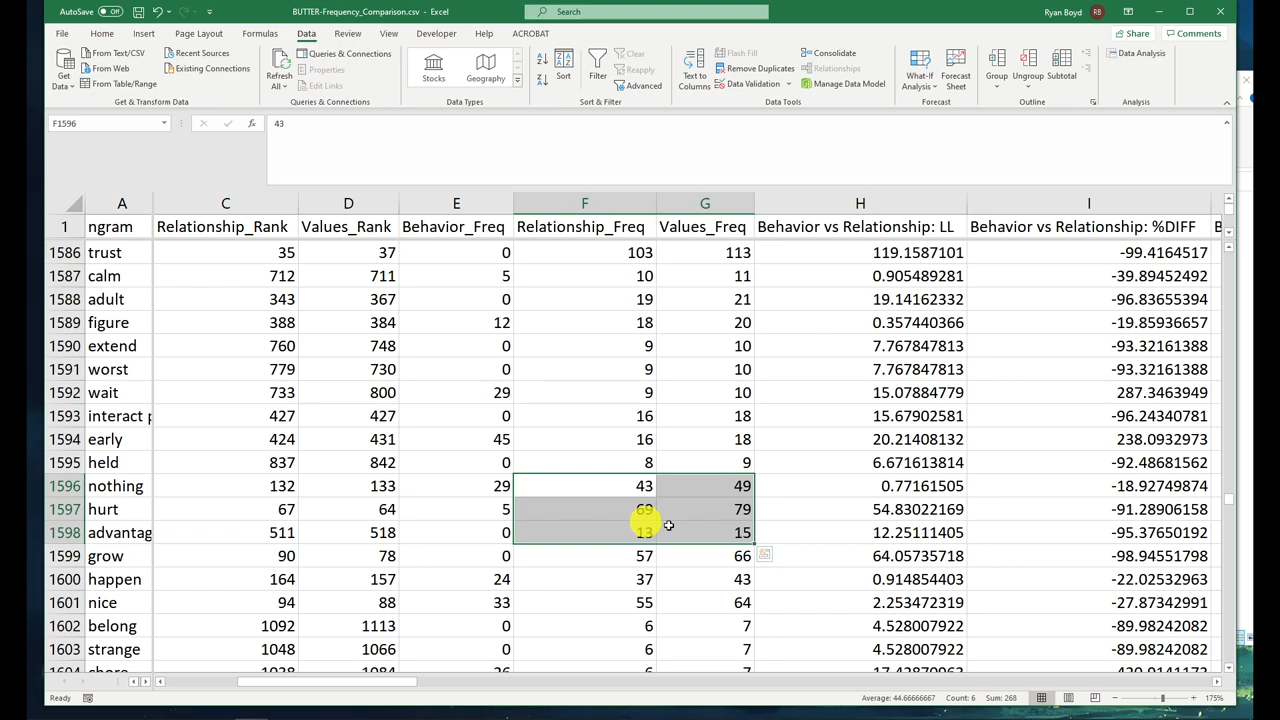 AutoSave Off BUTTER-Frequency_Comparison.csv - Excel Search Ryan Boyd RB
File Home Insert Page Layout Formulas Data Review View Developer Help ACROBAT Share Comments
Get Data From Text/CSV From Web From Table/Range Recent Sources Existing Connections
Get & Transform Data
Refresh All Queries & Connections Properties Edit Links
Queries & Connections
Stocks Geography
Data Types
Sort Filter Clear Reapply Advanced
Sort & Filter
Text to Columns Flash Fill Remove Duplicates Data Validation Consolidate Relationships Manage Data Model
Data Tools
What-If Analysis Forecast Sheet
Forecast
Group Ungroup Subtotal
Outline
Data Analysis
Analysis
F1596 fx 43
A C D E F G H I
1 ngram Relationship_Rank Values_Rank Behavior_Freq Relationship_Freq Values_Freq Behavior vs Relationship: LL Behavior vs Relationship: %DIFF B
1586 trust 35 37 0 103 113 119.1587101 -99.4164517
1587 calm 712 711 5 10 11 0.905489281 -39.89452492
1588 adult 343 367 0 19 21 19.14162332 -96.83655394
1589 figure 388 384 12 18 20 0.357440366 -19.85936657
1590 extend 760 748 0 9 10 7.767847813 -93.32161388
1591 worst 779 730 0 9 10 7.767847813 -93.32161388
1592 wait 733 800 29 9 10 15.07884779 287.3463949
1593 interact p 427 427 0 16 18 15.67902581 -96.24340781
1594 early 424 431 45 16 18 20.21408132 238.0932973
1595 held 837 842 0 8 9 6.671613814 -92.48681562
1596 nothing 132 133 29 43 49 0.77161505 -18.92749874
1597 hurt 67 64 5 69 79 54.83022169 -91.28906158
1598 advantag 511 518 0 13 15 12.25111405 -95.37650192
1599 grow 90 78 0 57 66 64.05735718 -98.94551798
1600 happen 164 157 24 37 43 0.914854403 -22.02532963
1601 nice 94 88 33 55 64 2.253472319 -27.87342991
1602 belong 1092 1113 0 6 7 4.528007922 -89.98242082
1603 strange 1048 1066 0 6 7 4.528007922 -89.98242082
Ready Average: 44.66666667 Count: 6 Sum: 268 175%